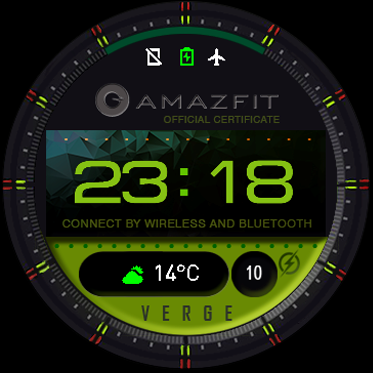 AMAZFIT
OFFICIAL CERTIFICATE
23:18
CONNECT BY WIRELESS AND BLUETOOTH
14°C 10
VERGE